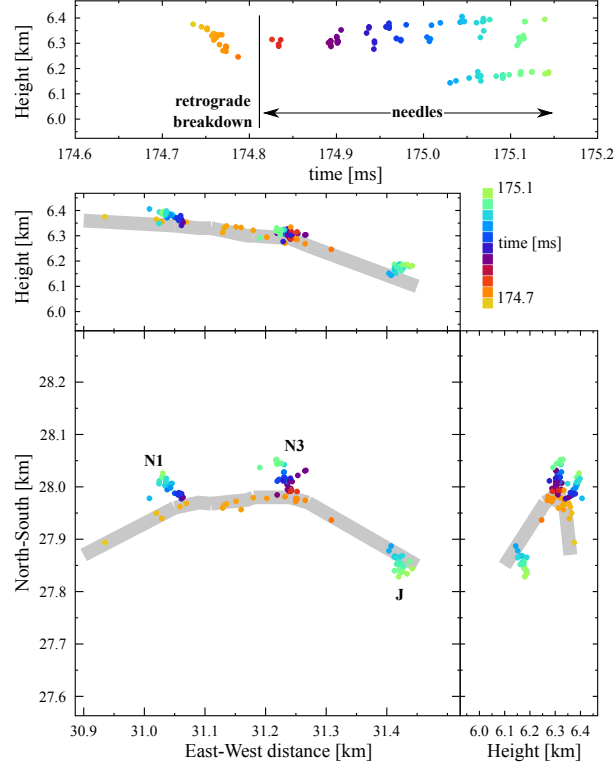 6.4
6.3
6.2
6.1
6.0
Height [km]
retrograde
breakdown
needles
174.6
174.7
174.8
174.9
175.0
175.1
175.2
time [ms]
6.4
6.3
6.2
6.1
6.0
Height [km]
175.1
time [ms]
174.7
28.2
28.1
28.0
27.9
27.8
27.7
27.6
North-South [km]
N1
N3
J
30.9
31.0
31.1
31.2
31.3
31.4
East-West distance [km]
6.0 6.1 6.2 6.3 6.4
Height [km]